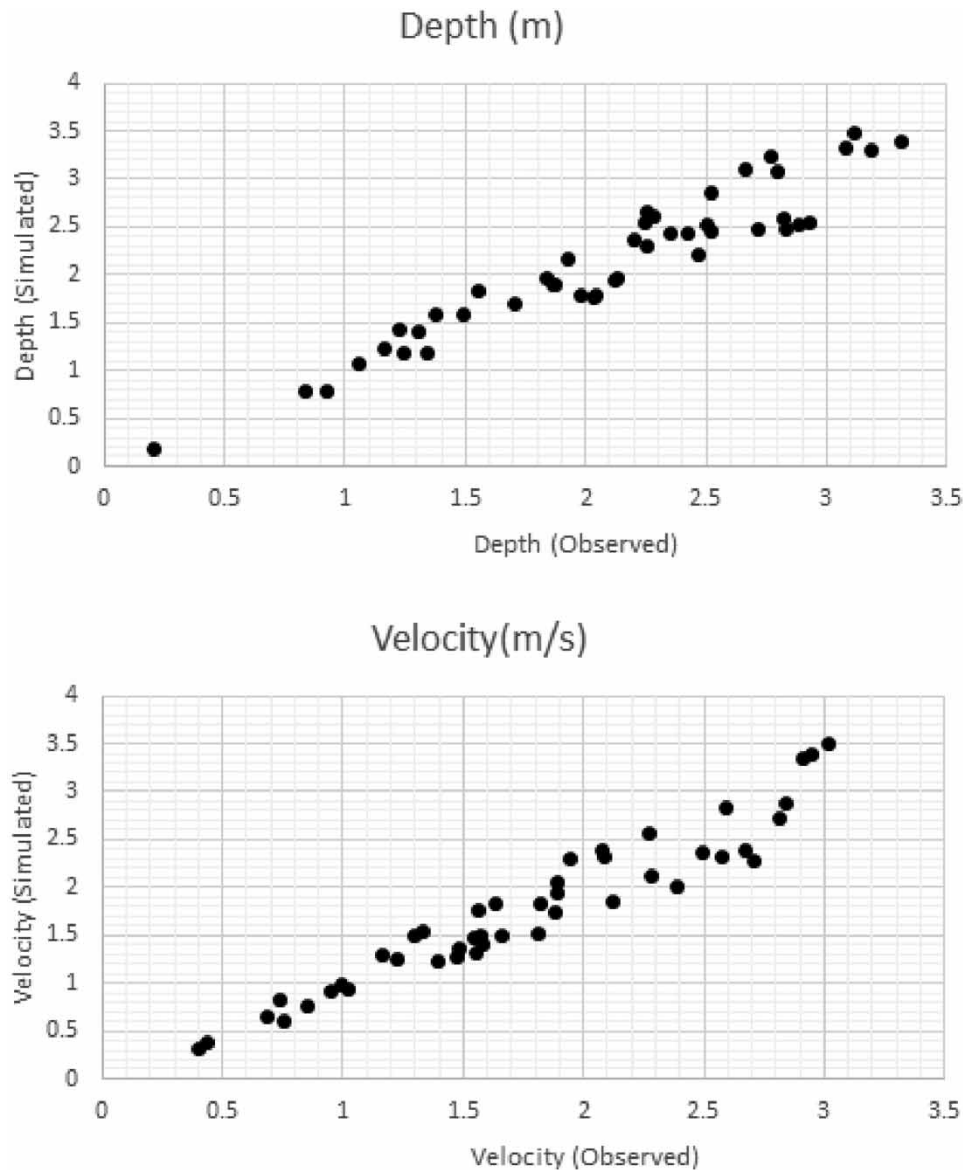 Depth (m)
4
3.5
3
2.5
2
1.5
1
0.5
0
Depth (Simulated)
0 0.5 1 1.5 2 2.5 3 3.5
Depth (Observed)
Velocity(m/s)
4
3.5
3
2.5
2
1.5
1
0.5
0
Velocity (Simulated)
0 0.5 1 1.5 2 2.5 3 3.5
Velocity (Observed)